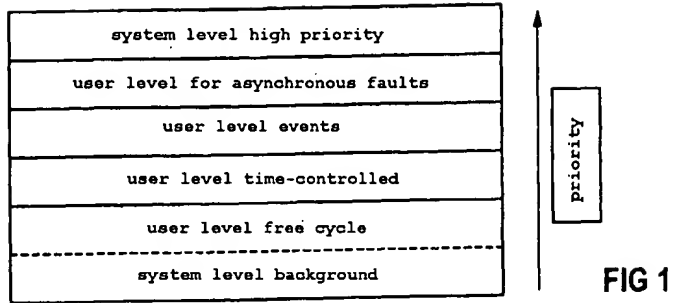 system level high priority
user level for asynchronous faults
user level events
user level time-controlled
user level free cycle
system level background
priority
FIG 1